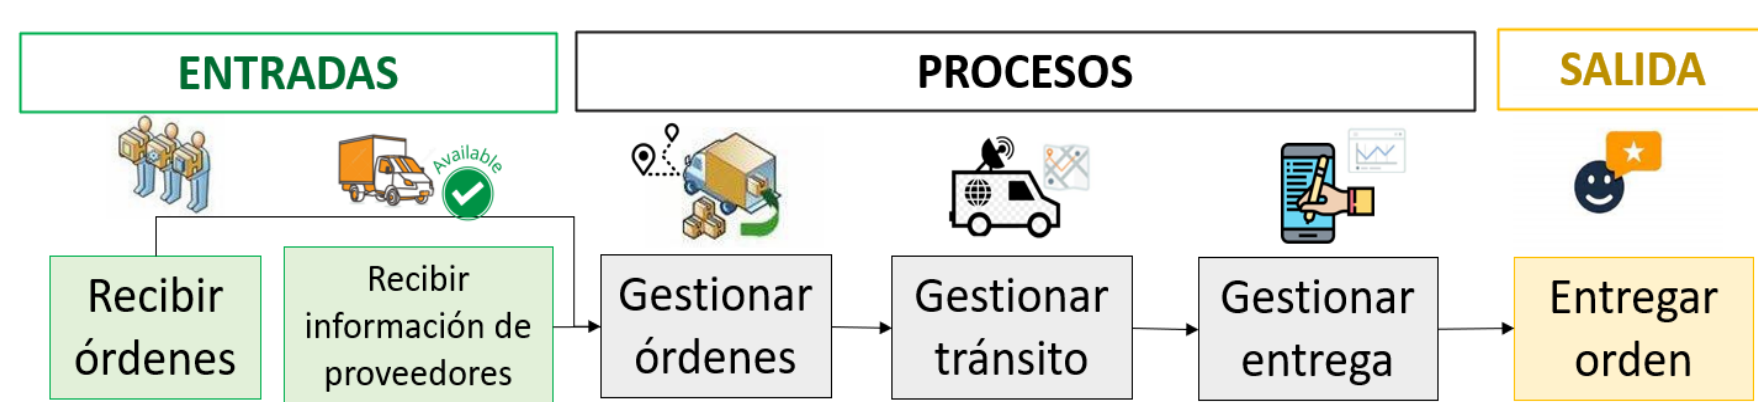 ENTRADAS
PROCESOS
SALIDA
Available
Recibir
órdenes
Recibir
información de
proveedores
Gestionar
órdenes
Gestionar
tránsito
Gestionar
entrega
Entregar
orden